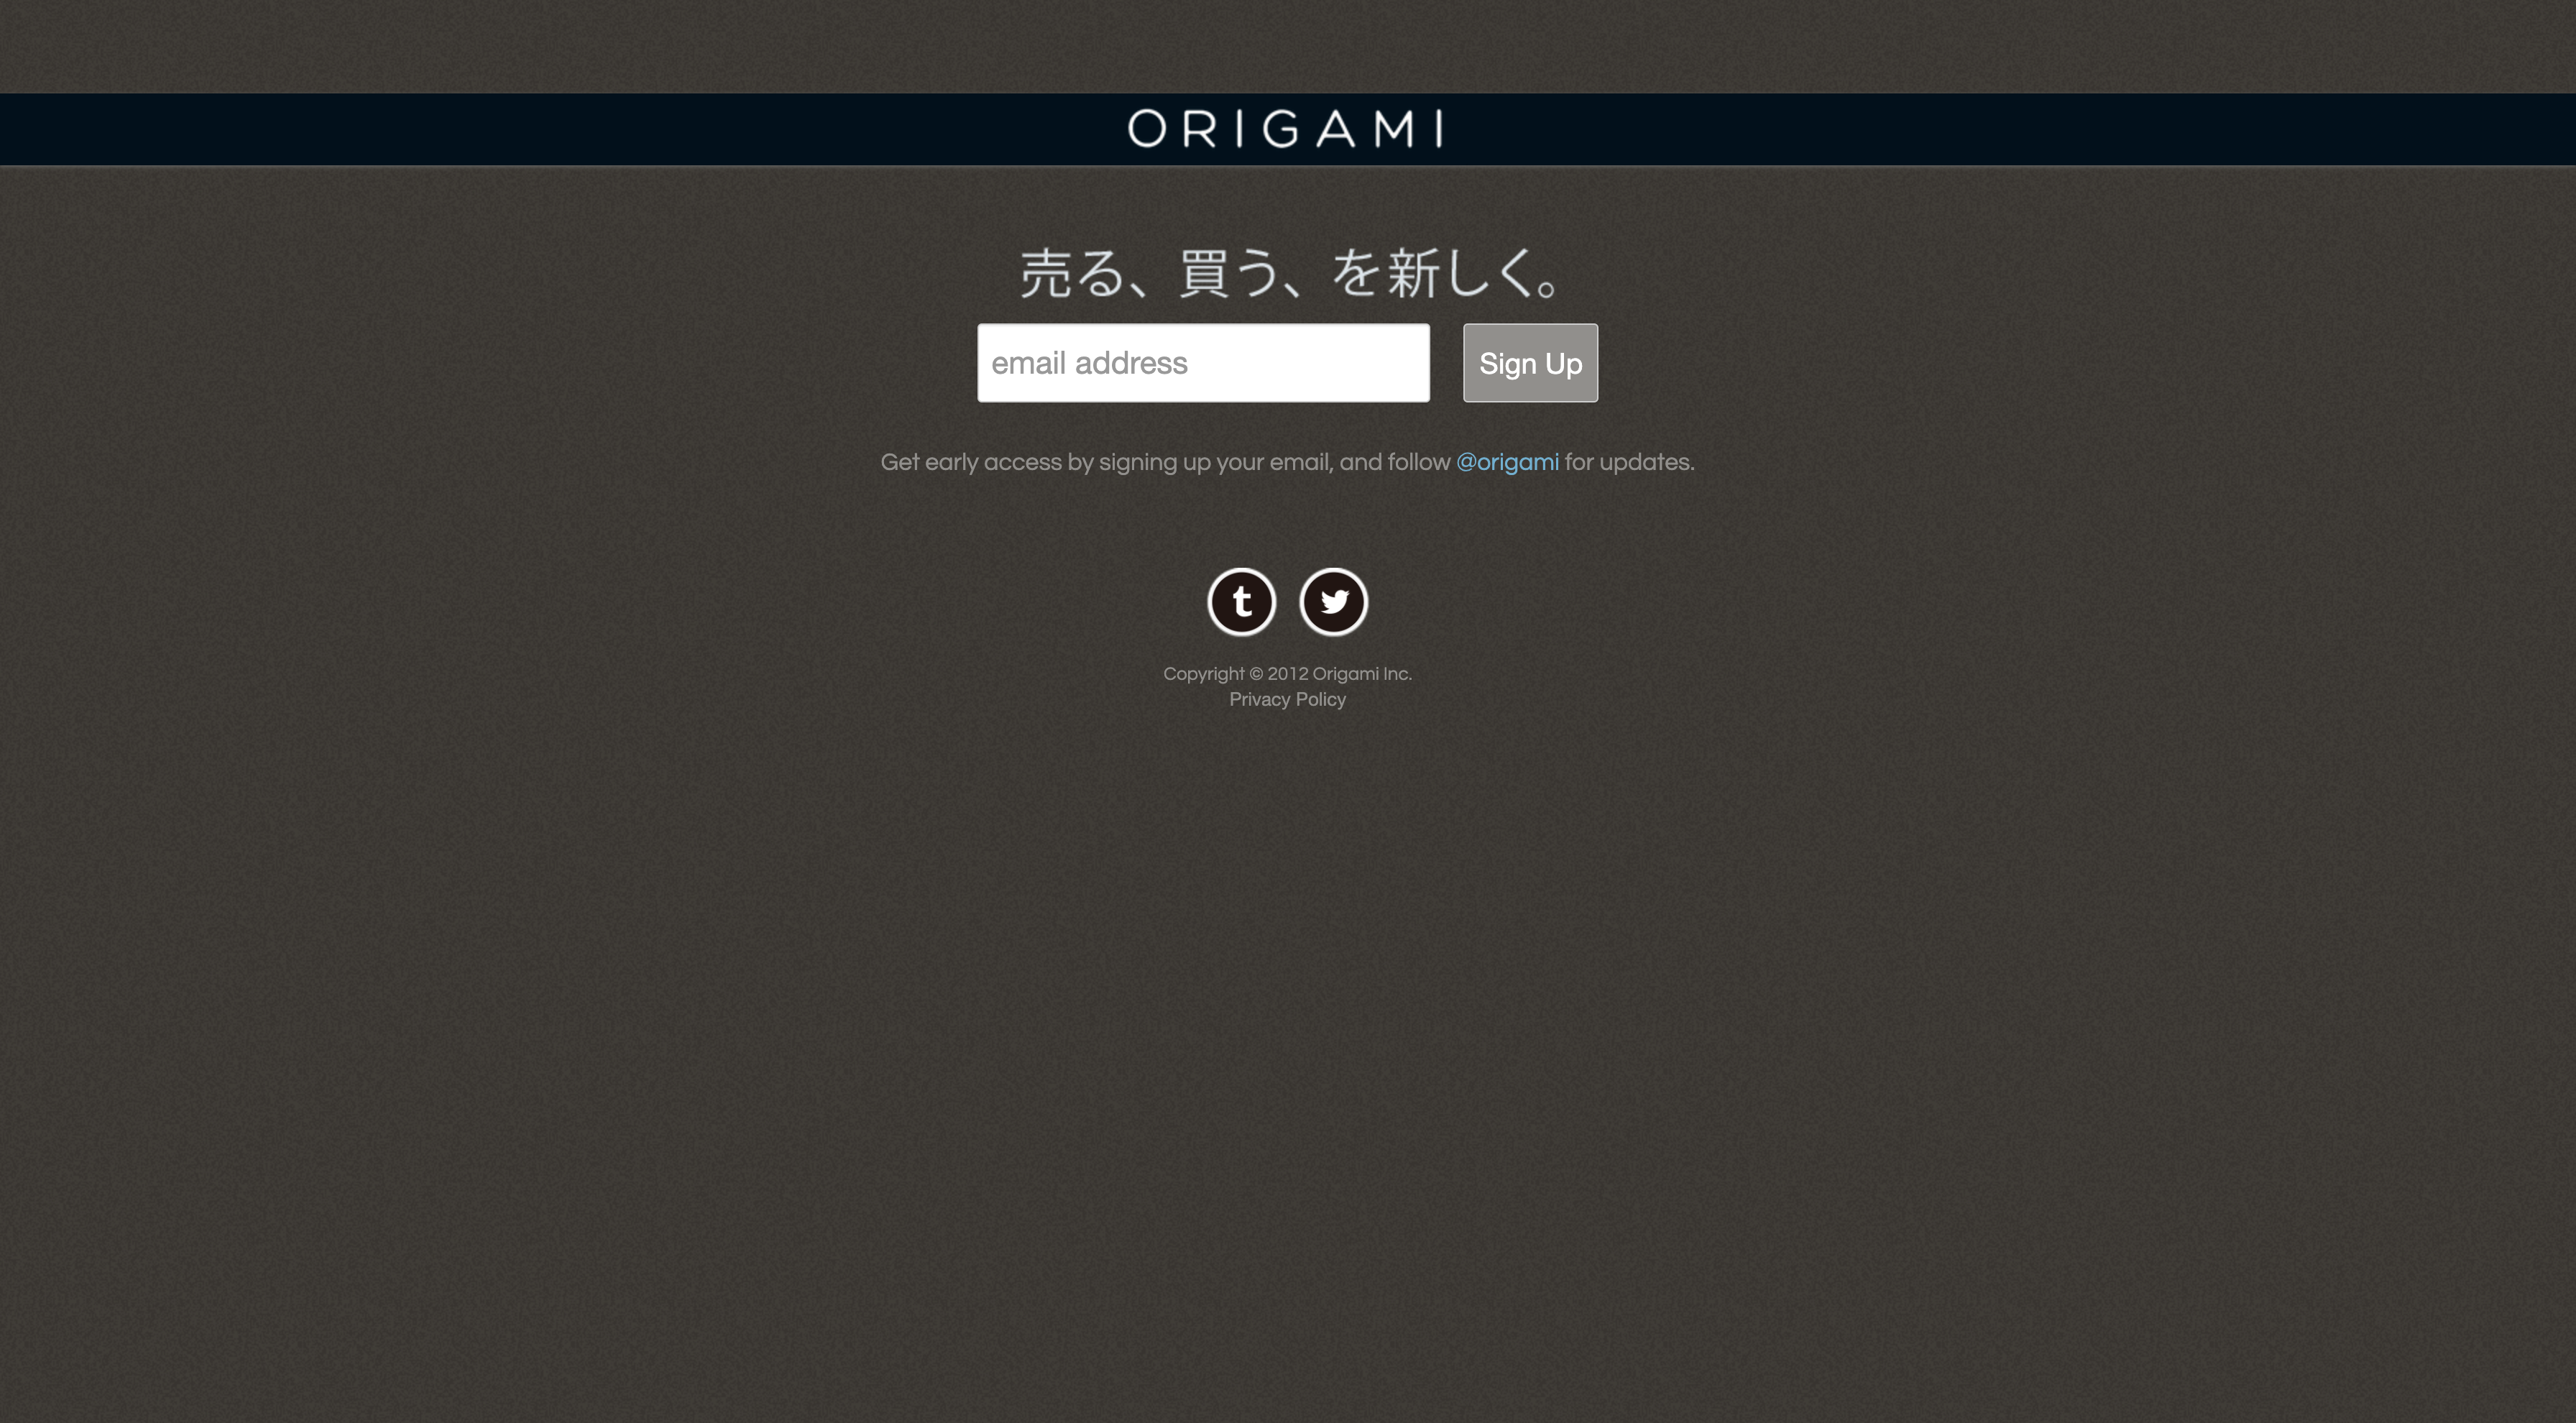 ORIGAMI
売る、買う、を新しく。
email address
Sign Up
Get early access by signing up your email, and follow @origami for updates.
t
Copyright © 2012 Origami Inc.
Privacy Policy